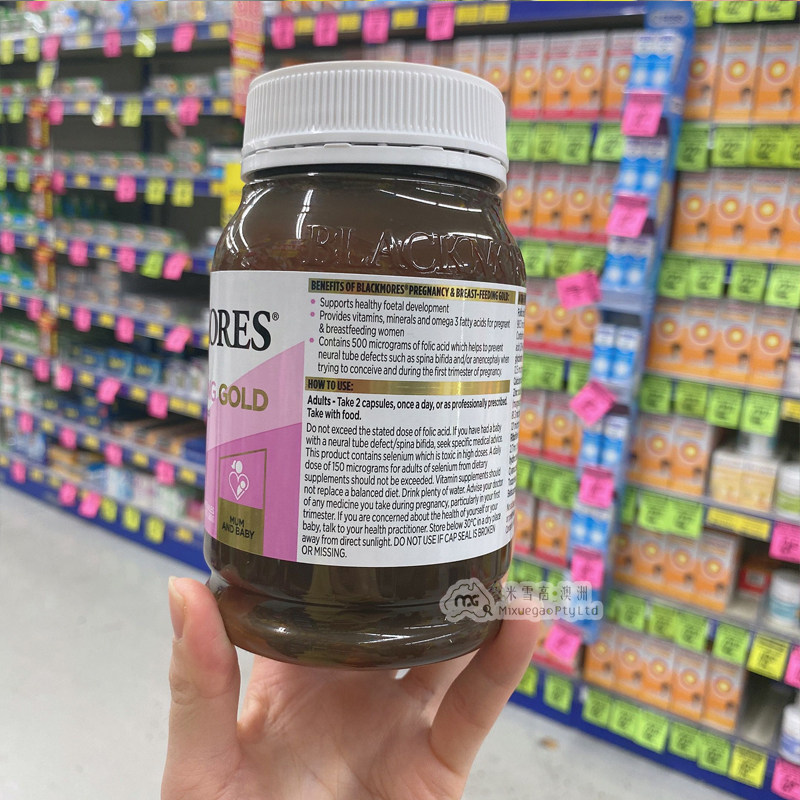 BLACKM
ORES®
G GOLD
MUM
AND BABY
BENEFITS OF BLACKMORES® PREGNANCY & BREAST-FEEDING GOLD:
• Supports healthy foetal development
• Provides vitamins, minerals and omega 3 fatty acids for pregnant
& breastfeeding women
• Contains 500 micrograms of folic acid which helps to prevent
neural tube defects such as spina bifida and/or anencephaly when
trying to conceive and during the first trimester of pregnancy.
HOW TO USE:
Adults - Take 2 capsules, once a day, or as professionally prescribed.
Take with food.
Do not exceed the stated dose of folic acid. If you have had a baby
with a neural tube defect/spina bifida, seek specific medical advice.
This product contains selenium which is toxic in high doses. A daily
dose of 150 micrograms for adults of selenium from dietary
supplements should not be exceeded. Vitamin supplements should
not replace a balanced diet. Drink plenty of water. Advise your doctor
of any medicine you take during pregnancy, particularly in your first
trimester. If you are concerned about the health of yourself or your
baby, talk to your health practitioner. Store below 30°C in a dry place
away from direct sunlight. DO NOT USE IF CAP SEAL IS BROKEN
OR MISSING.
米雪高·澳洲
MixuegaoPtyLtd